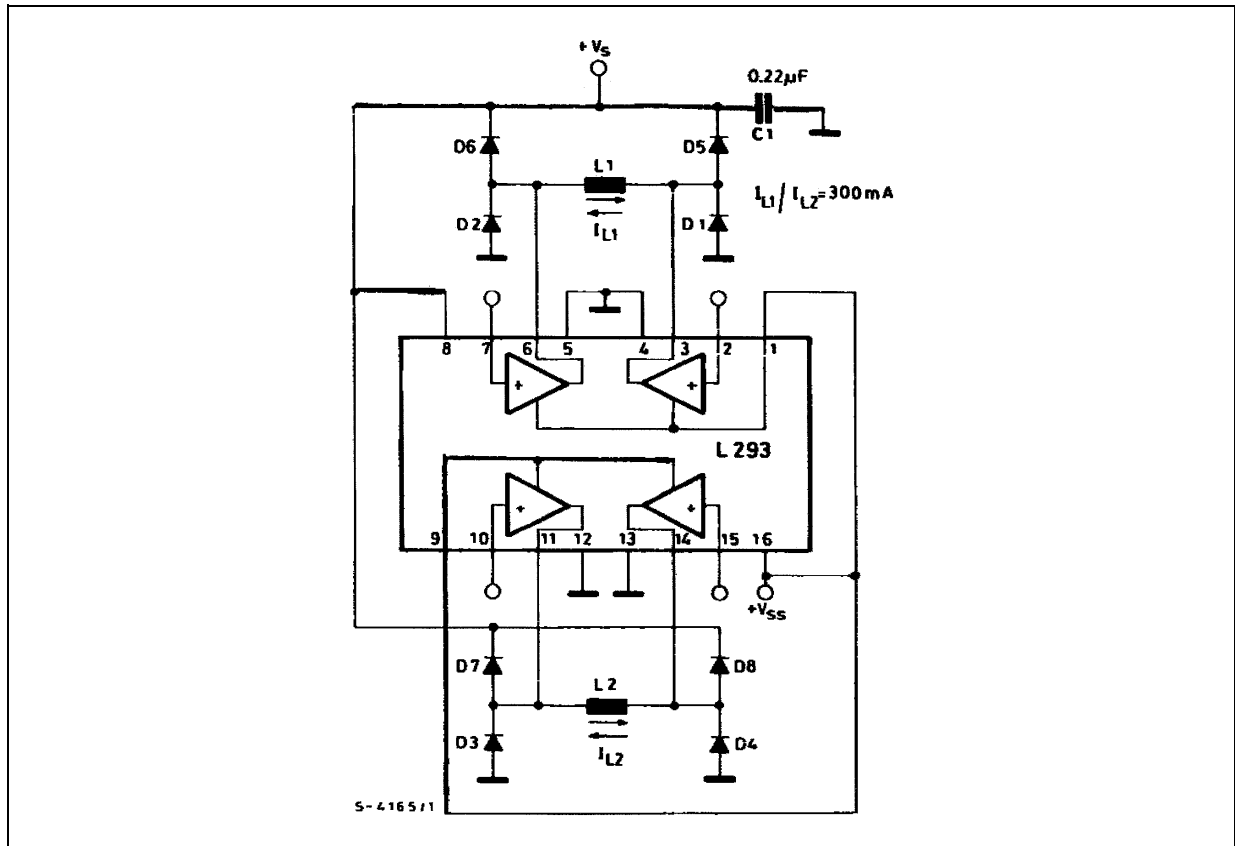 + VS
0.22µF
C1
D6
D5
L1
IL1/ IL2=300mA
D2
D1
IL1
8 7 6 5 4 3 2 1
+
+
L 293
+
+
9 10 11 12 13 14 15 16
+VSS
D7
D8
L2
D3
D4
IL2
S-4165/1